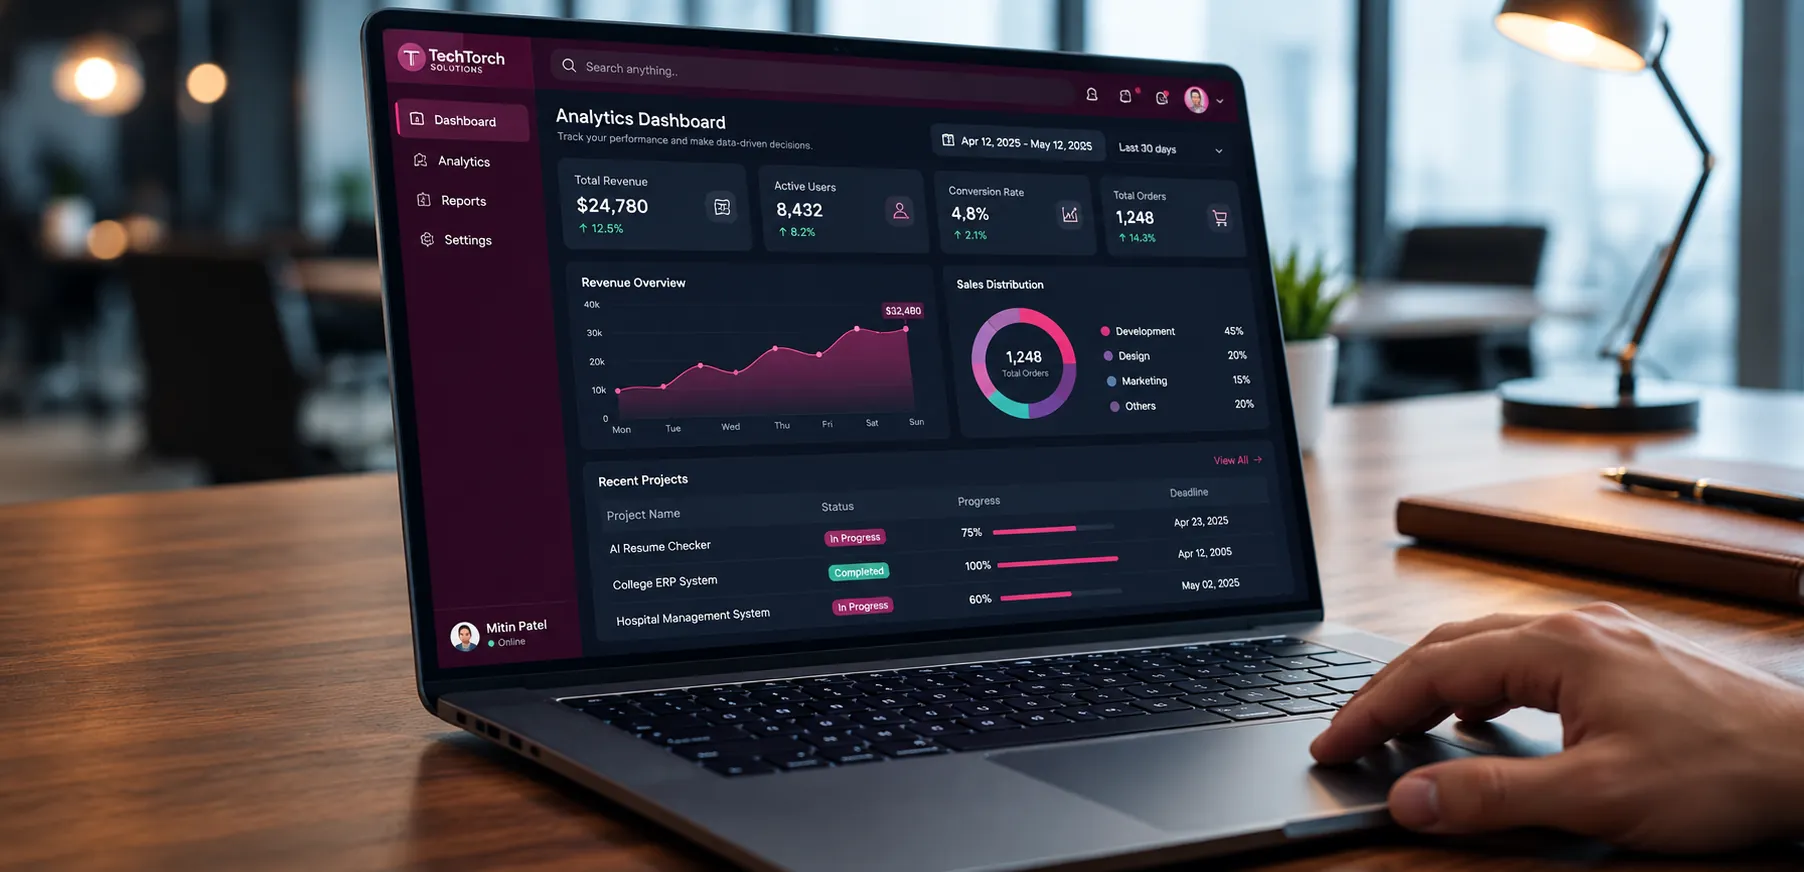 TechTorch
SOLUTIONS
Search anything..
Dashboard
Analytics
Reports
Settings
Mitin Patel
Online
Analytics Dashboard
Track your performance and make data-driven decisions.
Apr 12, 2025 - May 12, 2025
Last 30 days
Total Revenue
$24,780
↑ 12.5%
Active Users
8,432
↑ 8.2%
Conversion Rate
4,8%
↑ 2.1%
Total Orders
1,248
↑ 14.3%
Revenue Overview
$32,480
40k
30k
20k
10k
0
Mon Tue Wed Thu Fri Sat Sun
Sales Distribution
1,248
Total Orders
Development 45%
Design 20%
Marketing 15%
Others 20%
Recent Projects
View All →
Project Name Status Progress Deadline
AI Resume Checker In Progress 75% Apr 23, 2025
College ERP System Completed 100% Apr 12, 2005
Hospital Management System In Progress 60% May 02, 2025